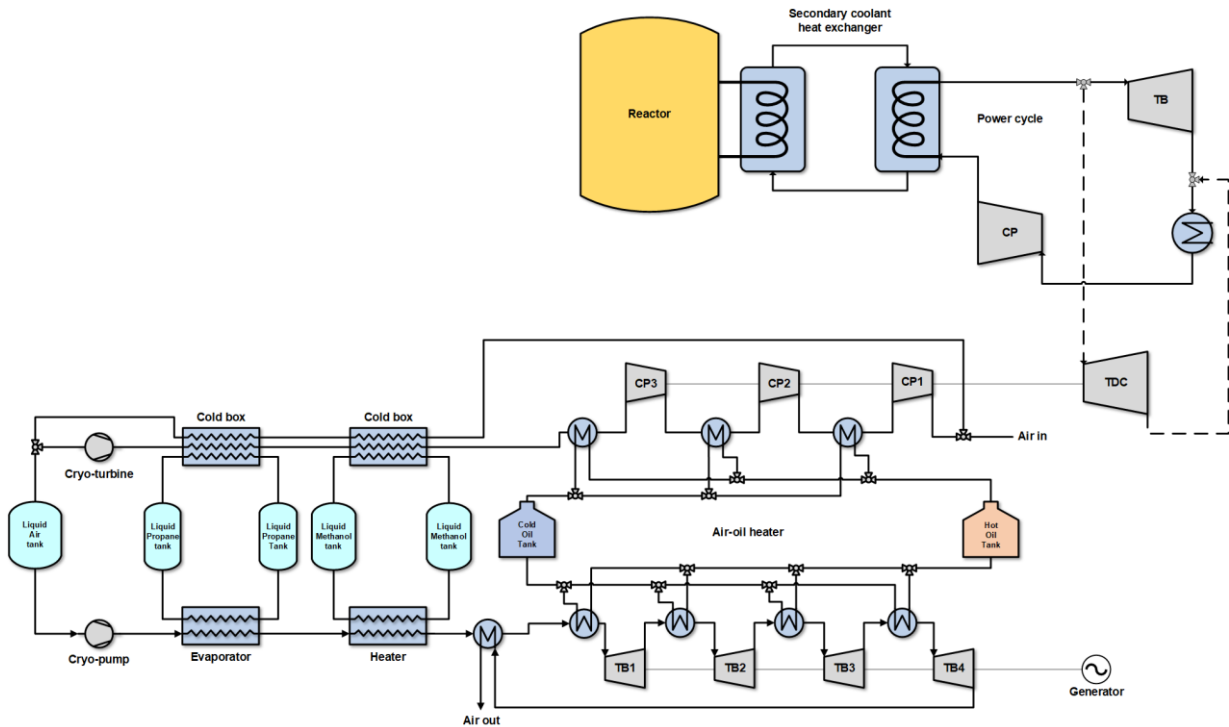 Secondary coolant
heat exchanger
Reactor
TB
Power cycle
CP
TDC
CP3
CP2
CP1
Air in
Cold box
Cold box
Cryo-turbine
Liquid
Air
tank
Liquid
Propane
tank
Liquid
Propane
Tank
Liquid
Methanol
tank
Liquid
Methanol
tank
Cold
Oil
Tank
Air-oil heater
Hot
Oil
Tank
Cryo-pump
Evaporator
Heater
TB1
TB2
TB3
TB4
Generator
Air out